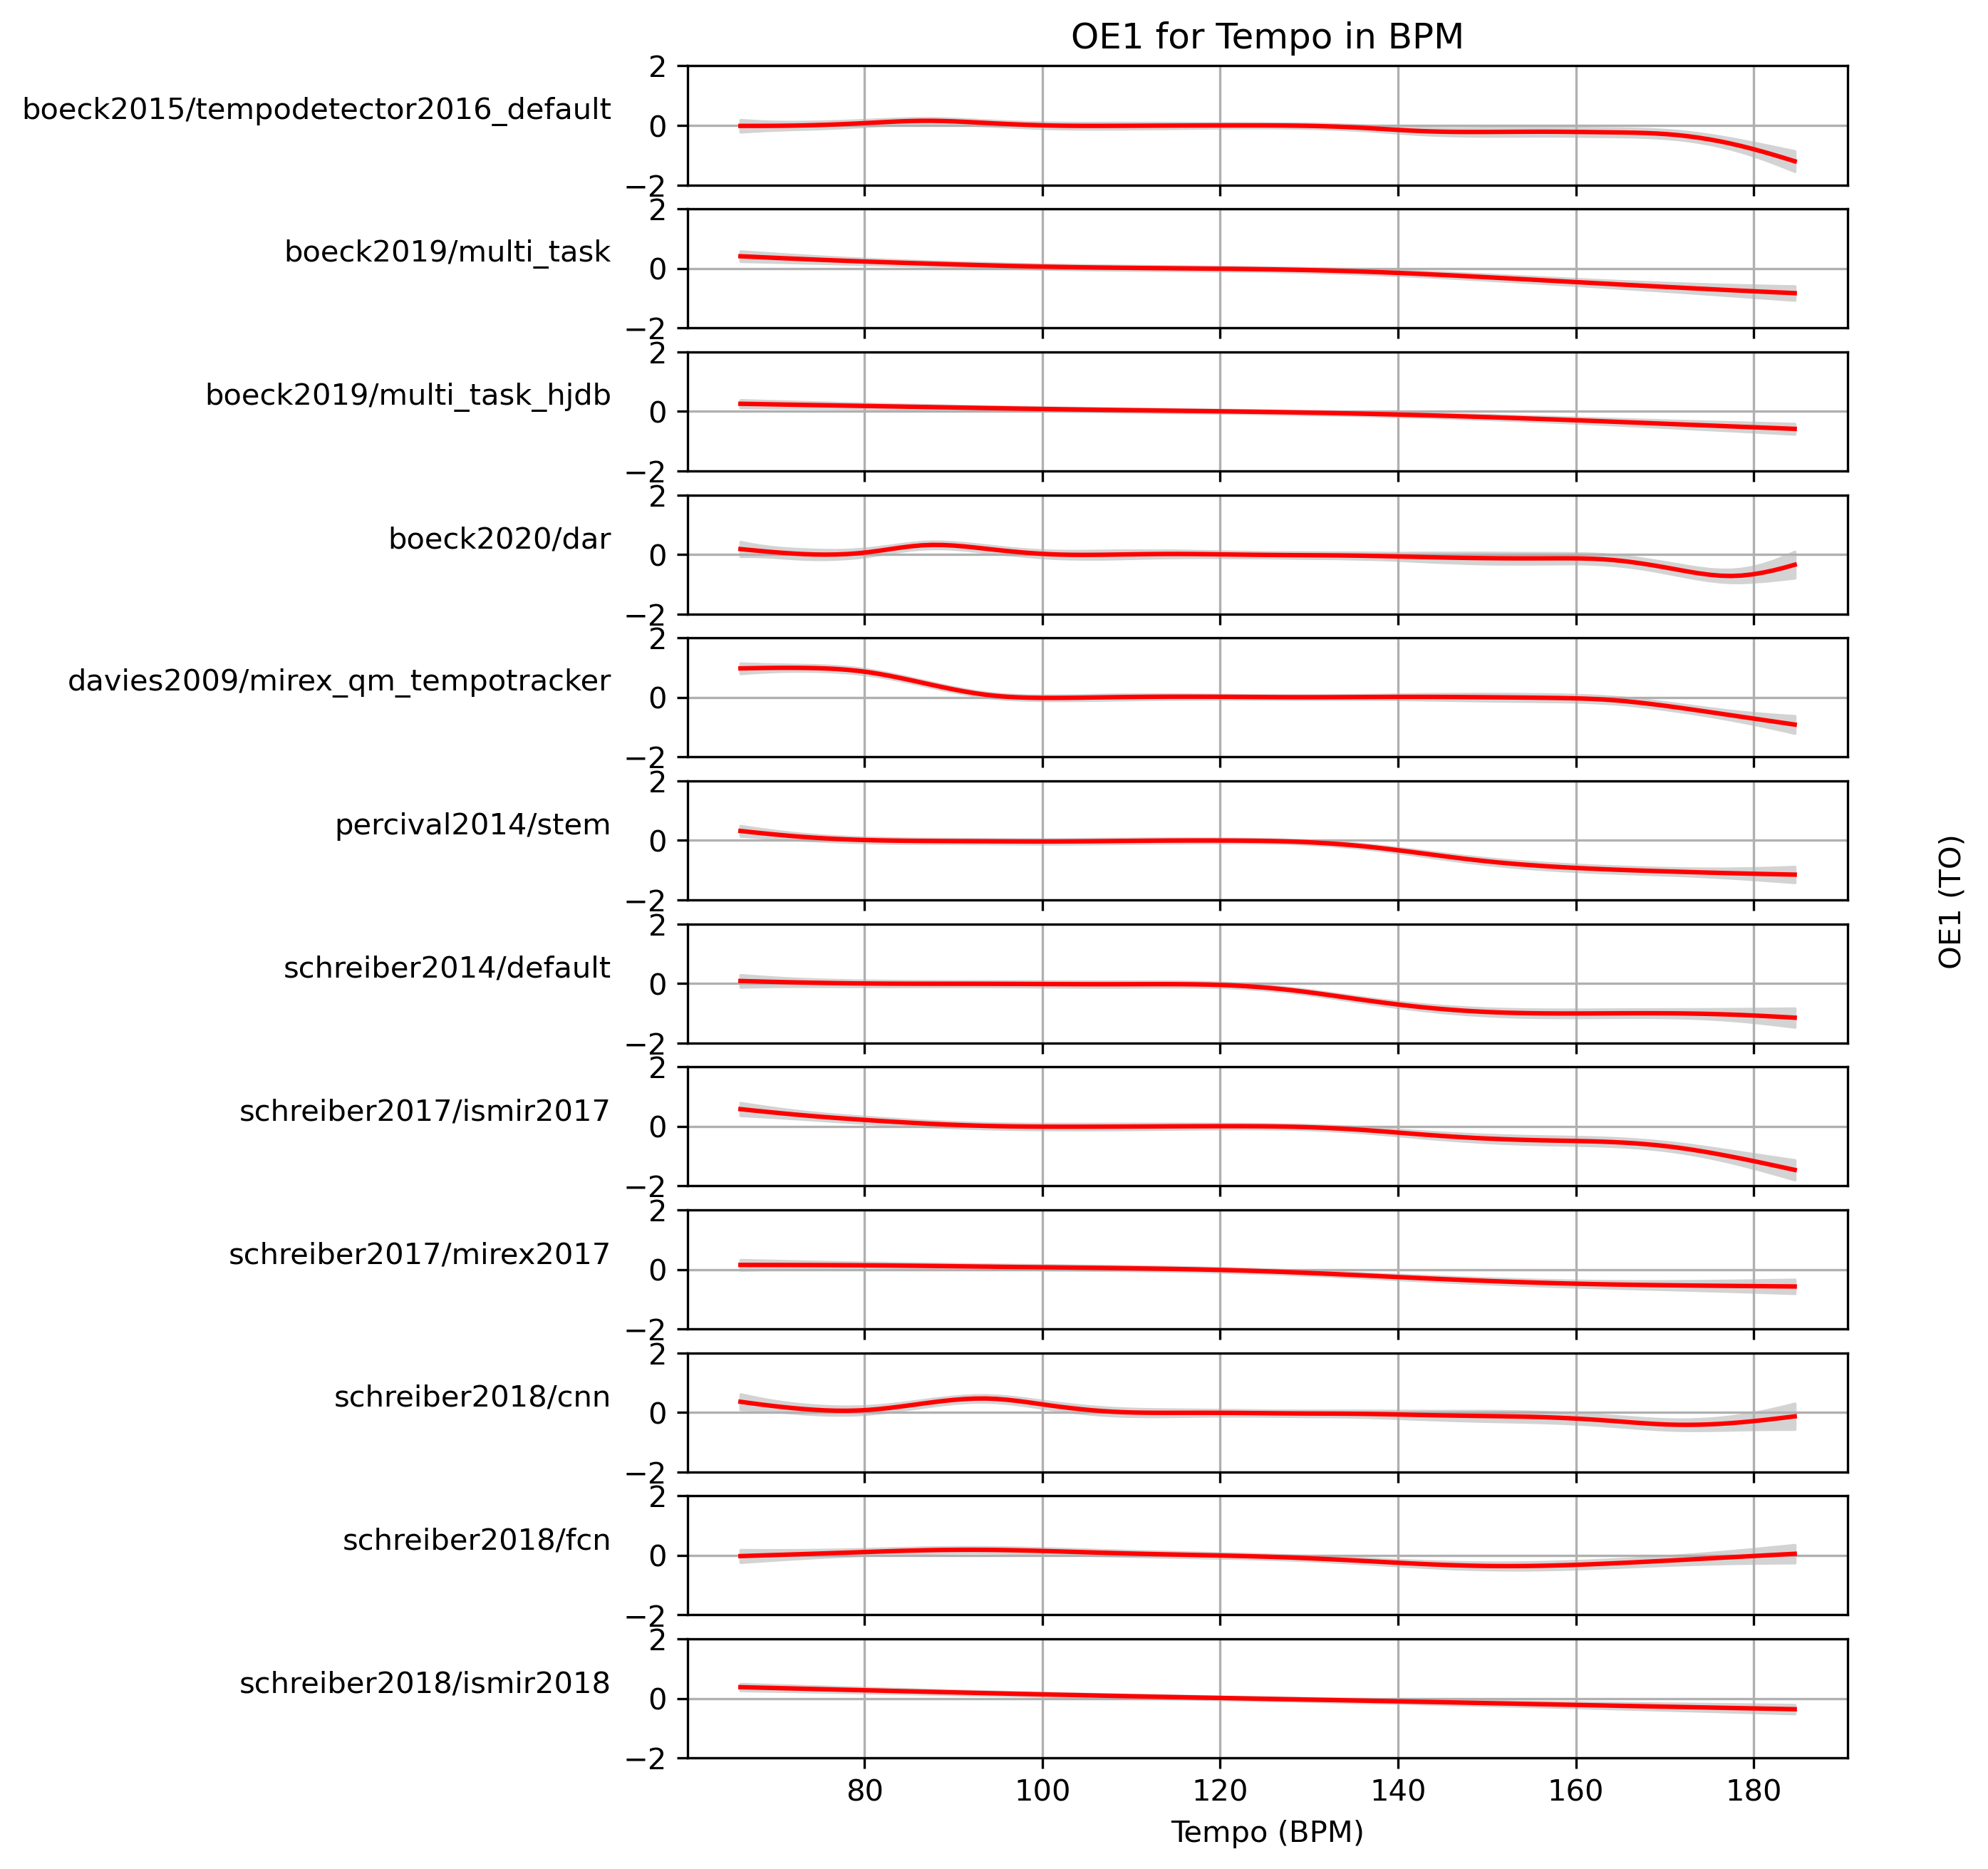 OE1 for Tempo in BPM
boeck2015/tempodetector2016_default
2
0
−2
boeck2019/multi_task
2
0
−2
boeck2019/multi_task_hjdb
2
0
−2
boeck2020/dar
2
0
−2
davies2009/mirex_qm_tempotracker
2
0
−2
percival2014/stem
2
0
−2
schreiber2014/default
2
0
−2
schreiber2017/ismir2017
2
0
−2
schreiber2017/mirex2017
2
0
−2
schreiber2018/cnn
2
0
−2
schreiber2018/fcn
2
0
−2
schreiber2018/ismir2018
2
0
−2
80 100 120 140 160 180
Tempo (BPM)
OE1 (TO)